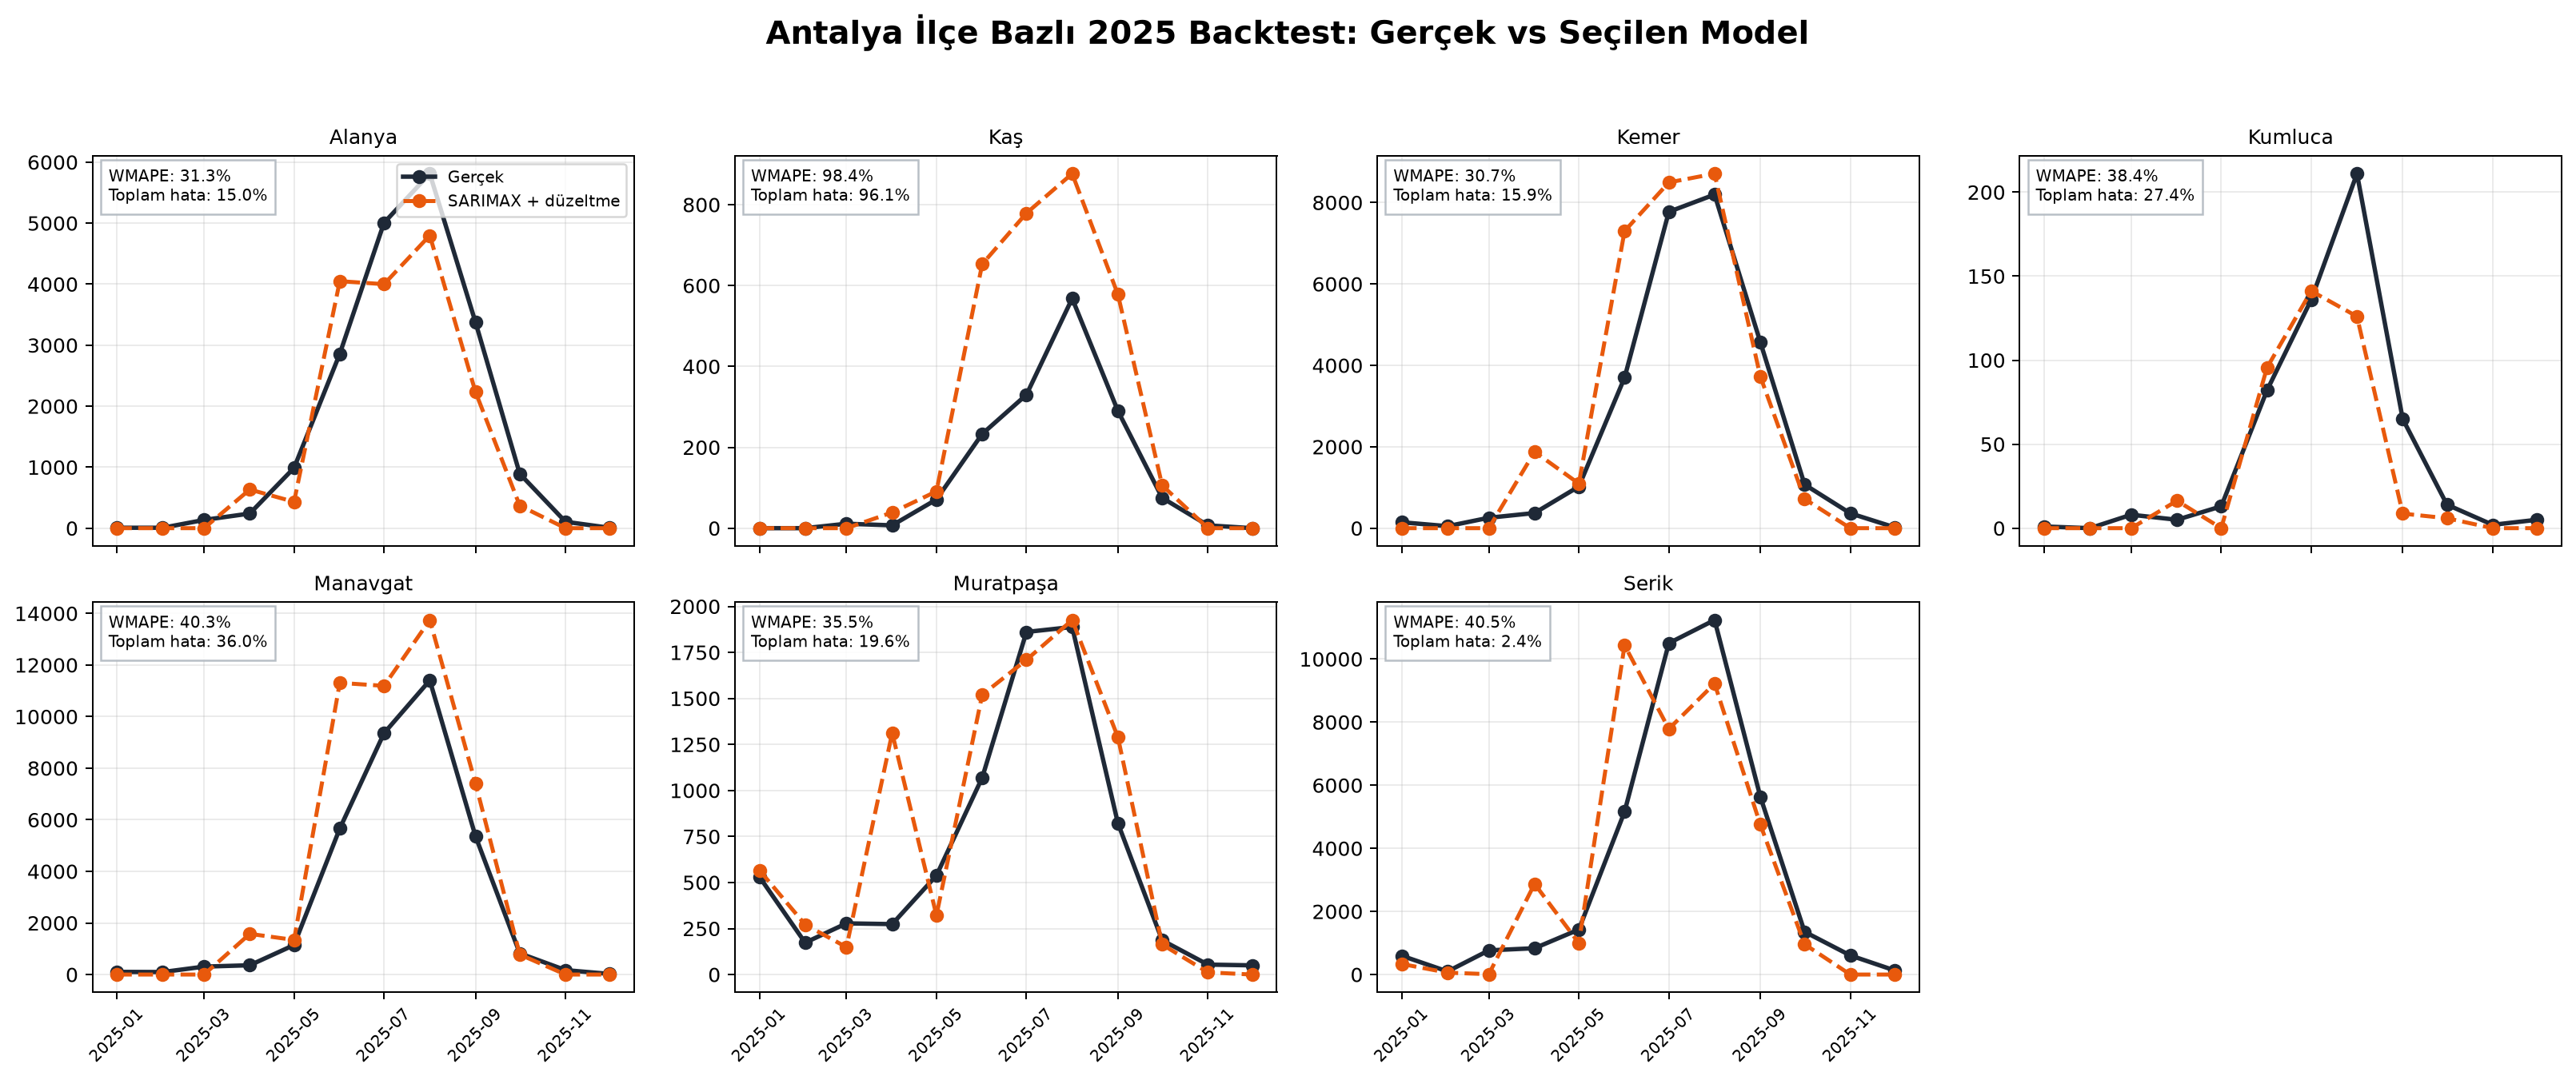 Antalya İlçe Bazlı 2025 Backtest: Gerçek vs Seçilen Model
Alanya
WMAPE: 31.3%
Toplam hata: 15.0%
Gerçek
SARIMAX + düzeltme
6000
5000
4000
3000
2000
1000
0
Kaş
WMAPE: 98.4%
Toplam hata: 96.1%
800
600
400
200
0
Kemer
WMAPE: 30.7%
Toplam hata: 15.9%
8000
6000
4000
2000
0
Kumluca
WMAPE: 38.4%
Toplam hata: 27.4%
200
150
100
50
0
Manavgat
WMAPE: 40.3%
Toplam hata: 36.0%
14000
12000
10000
8000
6000
4000
2000
0
2025-01
2025-03
2025-05
2025-07
2025-09
2025-11
Muratpaşa
WMAPE: 35.5%
Toplam hata: 19.6%
2000
1750
1500
1250
1000
750
500
250
0
2025-01
2025-03
2025-05
2025-07
2025-09
2025-11
Serik
WMAPE: 40.5%
Toplam hata: 2.4%
10000
8000
6000
4000
2000
0
2025-01
2025-03
2025-05
2025-07
2025-09
2025-11